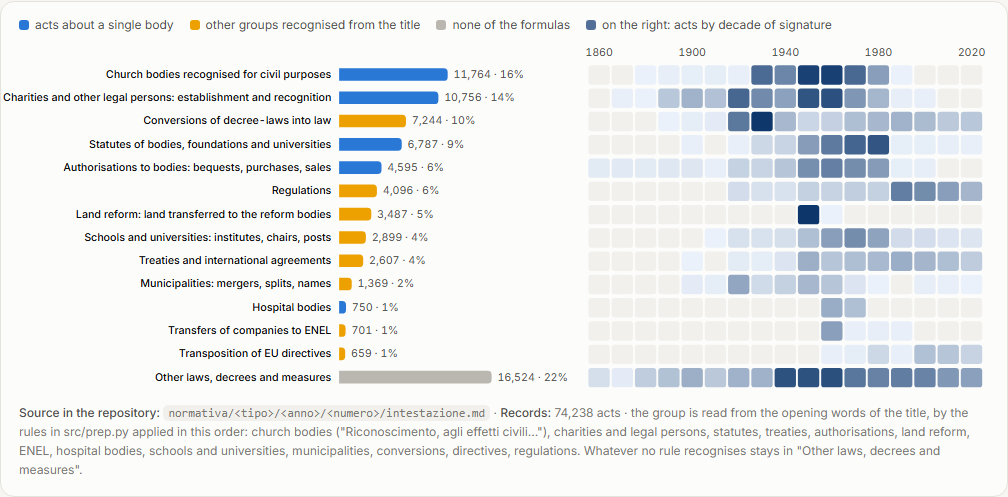 acts about a single body other groups recognised from the title none of the formulas on the right: acts by decade of signature
1860 1900 1940 1980 2020
Church bodies recognised for civil purposes 11,764 · 16%
Charities and other legal persons: establishment and recognition 10,756 · 14%
Conversions of decree-laws into law 7,244 · 10%
Statutes of bodies, foundations and universities 6,787 · 9%
Authorisations to bodies: bequests, purchases, sales 4,595 · 6%
Regulations 4,096 · 6%
Land reform: land transferred to the reform bodies 3,487 · 5%
Schools and universities: institutes, chairs, posts 2,899 · 4%
Treaties and international agreements 2,607 · 4%
Municipalities: mergers, splits, names 1,369 · 2%
Hospital bodies 750 · 1%
Transfers of companies to ENEL 701 · 1%
Transposition of EU directives 659 · 1%
Other laws, decrees and measures 16,524 · 22%
Source in the repository: normativa/<tipo>/<anno>/<numero>/intestazione.md · Records: 74,238 acts · the group is read from the opening words of the title, by the
rules in src/prep.py applied in this order: church bodies ("Riconoscimento, agli effetti civili..."), charities and legal persons, statutes, treaties, authorisations, land reform,
ENEL, hospital bodies, schools and universities, municipalities, conversions, directives, regulations. Whatever no rule recognises stays in "Other laws, decrees and
measures".